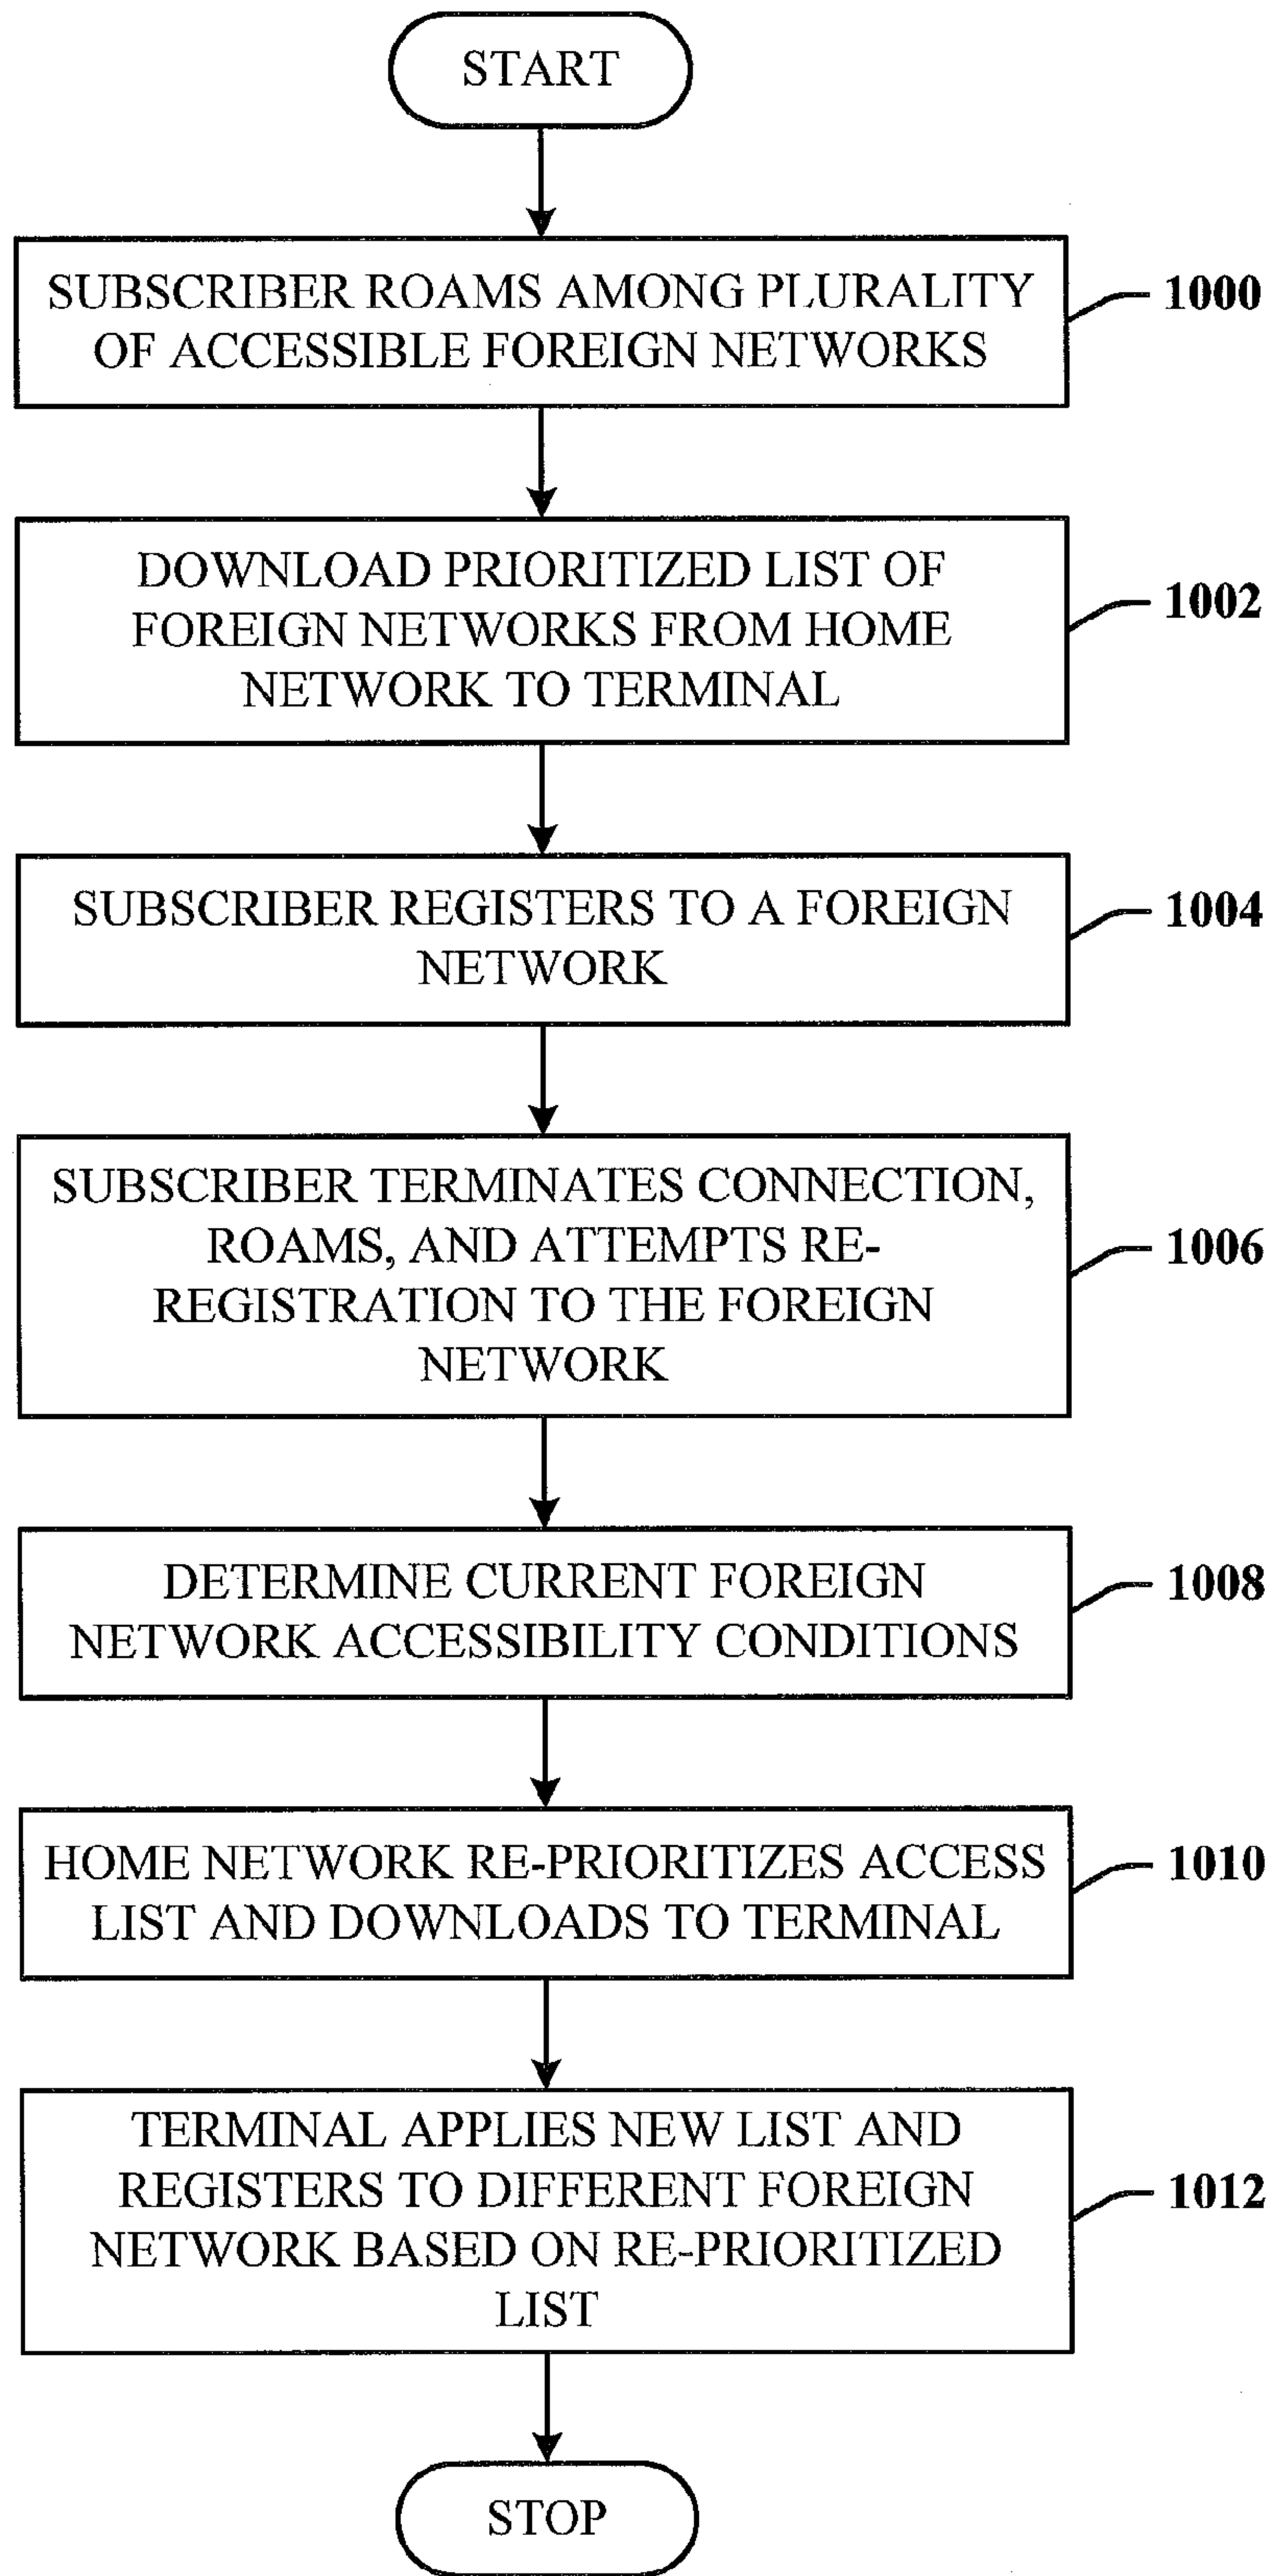 START
SUBSCRIBER ROAMS AMONG PLURALITY
OF ACCESSIBLE FOREIGN NETWORKS
1000
DOWNLOAD PRIORITIZED LIST OF
FOREIGN NETWORKS FROM HOME
NETWORK TO TERMINAL
1002
SUBSCRIBER REGISTERS TO A FOREIGN
NETWORK
1004
SUBSCRIBER TERMINATES CONNECTION,
ROAMS, AND ATTEMPTS RE-
REGISTRATION TO THE FOREIGN
NETWORK
1006
DETERMINE CURRENT FOREIGN
NETWORK ACCESSIBILITY CONDITIONS
1008
HOME NETWORK RE-PRIORITIZES ACCESS
LIST AND DOWNLOADS TO TERMINAL
1010
TERMINAL APPLIES NEW LIST AND
REGISTERS TO DIFFERENT FOREIGN
NETWORK BASED ON RE-PRIORITIZED
LIST
1012
STOP